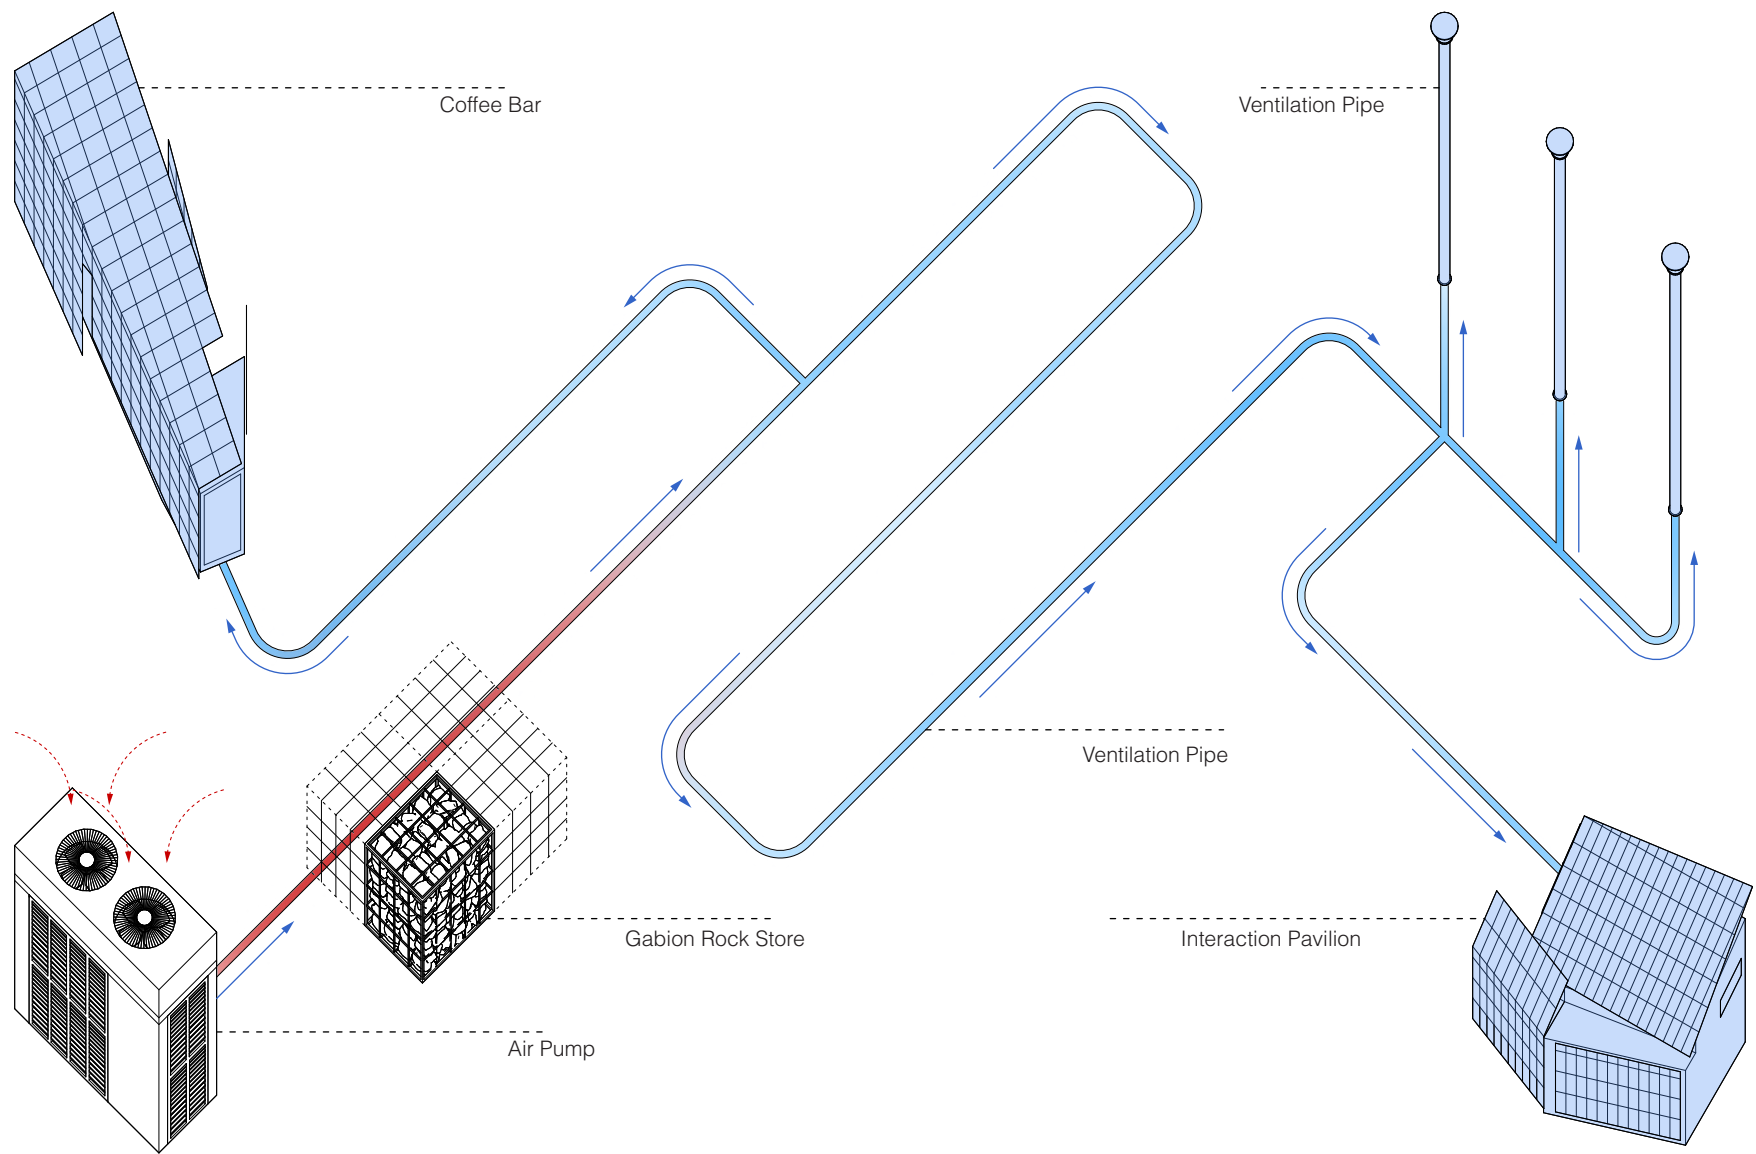 Coffee Bar
Ventilation Pipe
Ventilation Pipe
Gabion Rock Store
Interaction Pavilion
Air Pump